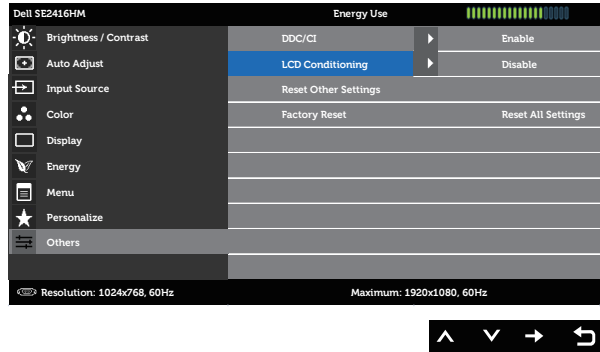 Dell SE2416HM Energy Use
Brightness / Contrast DDC/CI Enable
Auto Adjust LCD Conditioning Disable
Input Source Reset Other Settings
Color Factory Reset Reset All Settings
Display
Energy
Menu
Personalize
Others
Resolution: 1024x768, 60Hz Maximum: 1920x1080, 60Hz